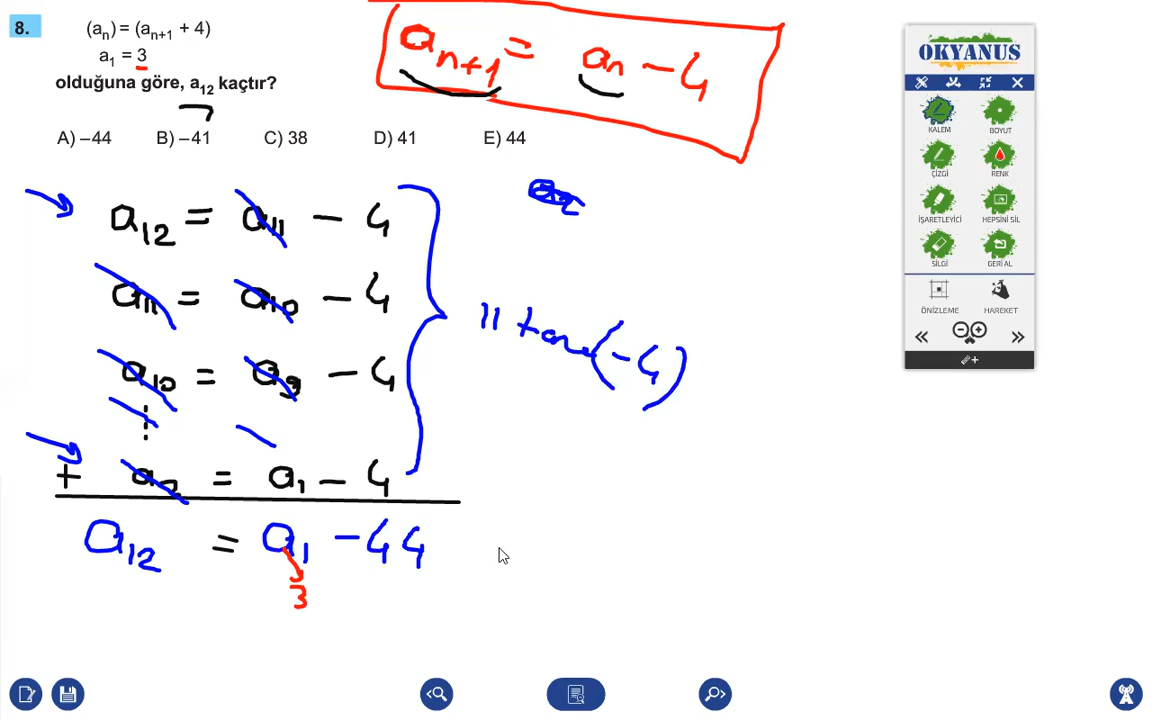 8.
(aₙ) = (aₙ₊₁ + 4)
a₁ = 3
olduğuna göre, a₁₂ kaçtır?
A) –44 B) –41 C) 38 D) 41 E) 44
aₙ₊₁ = aₙ – 4
a₂
a₁₂ = a₁₁ – 4
a₁₁ = a₁₀ – 4
a₁₀ = a₉ – 4
⋮
+ a₂ = a₁ – 4
11 tane (–4)
a₁₂ = a₁ – 44
3
OKYANUS
KALEM BOYUT
ÇİZGİ RENK
İŞARETLEYİCİ HEPSİNİ SİL
SİLGİ GERİ AL
ÖNİZLEME HAREKET